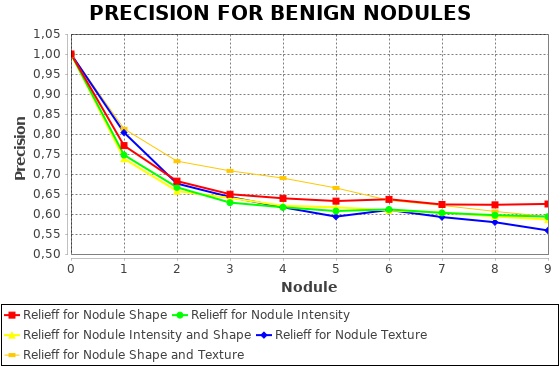 PRECISION FOR BENIGN NODULES
1,05
1,00
0,95
0,90
0,85
0,80
0,75
0,70
0,65
0,60
0,55
0,50
Precision
0 1 2 3 4 5 6 7 8 9
Nodule
Relieff for Nodule Shape Relieff for Nodule Intensity
Relieff for Nodule Intensity and Shape Relieff for Nodule Texture
Relieff for Nodule Shape and Texture